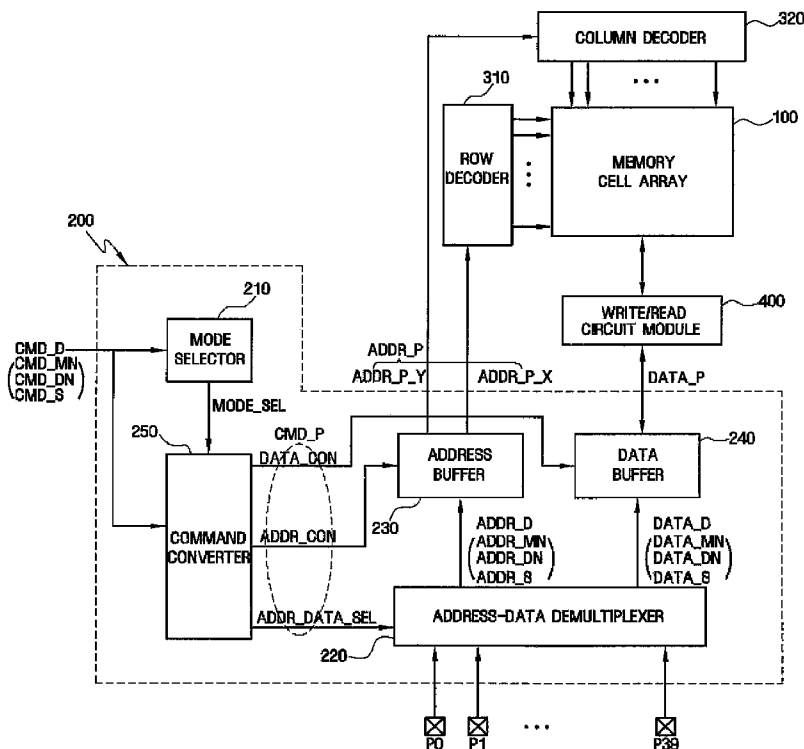 320
COLUMN DECODER
310
100
ROW
DECODER
MEMORY
CELL ARRAY
200
210
WRITE/READ
CIRCUIT MODULE
400
MODE
SELECTOR
CMD_D
CMD_MN
CMD_DN
CMD_S
ADDR_P
ADDR_P_Y
ADDR_P_X
DATA_P
MODE_SEL
250
CMD_P
DATA_CON
ADDRESS
BUFFER
DATA
BUFFER
240
230
COMMAND
CONVERTER
ADDR_CON
ADDR_D
ADDR_MN
ADDR_DN
ADDR_S
DATA_D
DATA_MN
DATA_DN
DATA_S
ADDR_DATA_SEL
ADDRESS-DATA DEMULTIPLEXER
220
P0
P1
P39